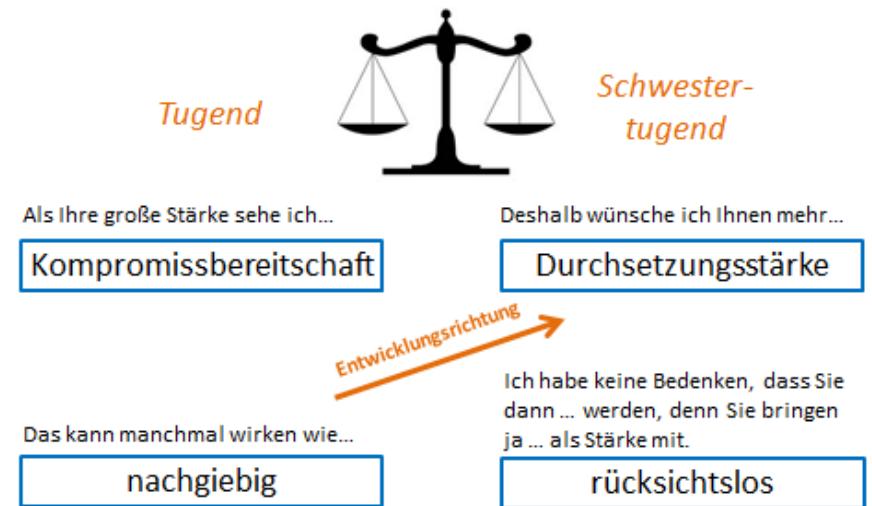 Tugend
Schwester-
tugend
Als Ihre große Stärke sehe ich...
Kompromissbereitschaft
Deshalb wünsche ich Ihnen mehr...
Durchsetzungsstärke
Entwicklungsrichtung
Das kann manchmal wirken wie...
nachgiebig
Ich habe keine Bedenken, dass Sie
dann ... werden, denn Sie bringen
ja ... als Stärke mit.
rücksichtslos